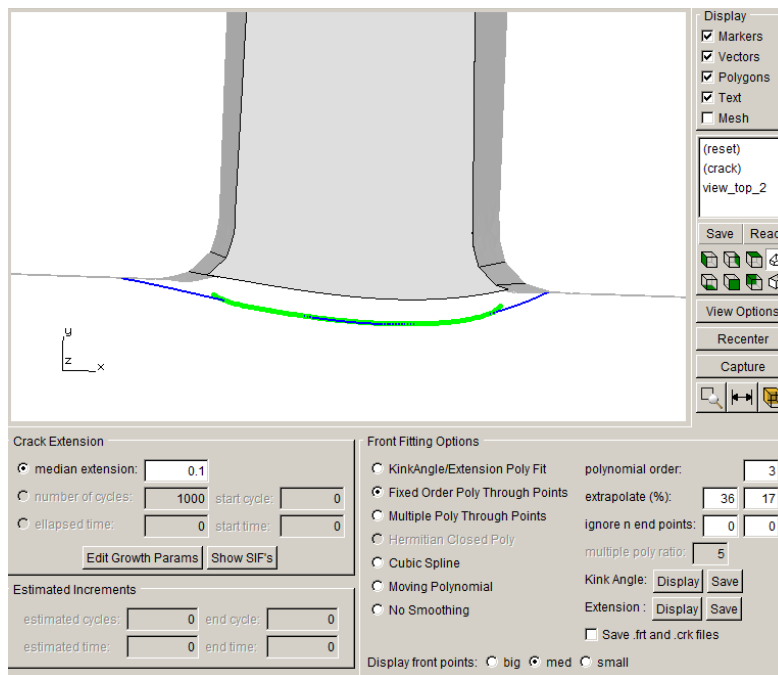 Display
Markers
Vectors
Polygons
Text
Mesh
(reset)
(crack)
view_top_2
Save Read
View Options
Recenter
Capture
y
z x
Crack Extension
median extension: 0.1
number of cycles: 1000 start cycle: 0
ellapsed time: 0 start time: 0
Edit Growth Params Show SIF's
Estimated Increments
estimated cycles: 0 end cycle: 0
estimated time: 0 end time: 0
Front Fitting Options
KinkAngle/Extension Poly Fit
Fixed Order Poly Through Points
Multiple Poly Through Points
Hermitian Closed Poly
Cubic Spline
Moving Polynomial
No Smoothing
polynomial order: 3
extrapolate (%): 36 17
ignore n end points: 0 0
multiple poly ratio: 5
Kink Angle: Display Save
Extension : Display Save
Save .frt and .crk files
Display front points: big med small